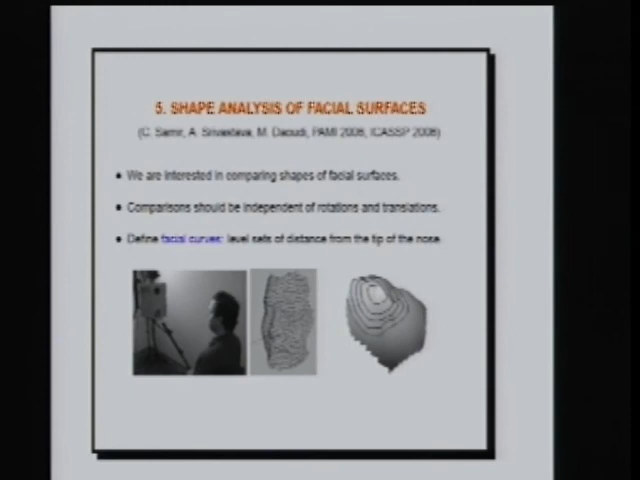 5. SHAPE ANALYSIS OF FACIAL SURFACES
(C. Samir, A. Srivastava, M. Daoudi, PAMI 2006, ICASSP 2006)
• We are interested in comparing shapes of facial surfaces.
• Comparisons should be independent of rotations and translations.
• Define facial curves: level sets of distance from the tip of the nose.